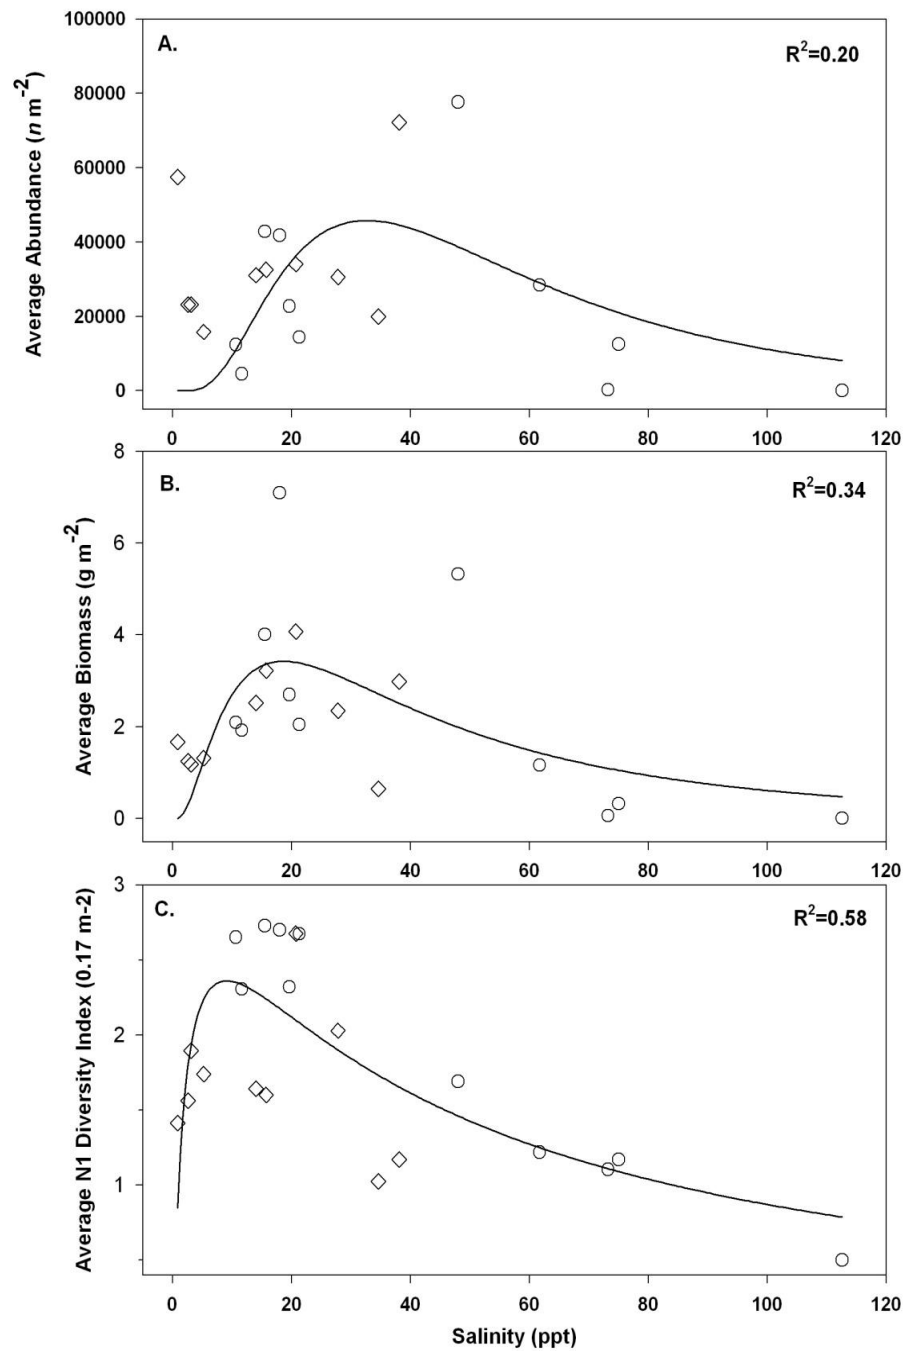 A.
R²=0.20
Average Abundance (n m⁻²)
100000
80000
60000
40000
20000
0
0 20 40 60 80 100 120
B.
R²=0.34
Average Biomass (g m⁻²)
8
6
4
2
0
0 20 40 60 80 100 120
C.
R²=0.58
Average N1 Diversity Index (0.17 m-2)
3
2
1
0 20 40 60 80 100 120
Salinity (ppt)